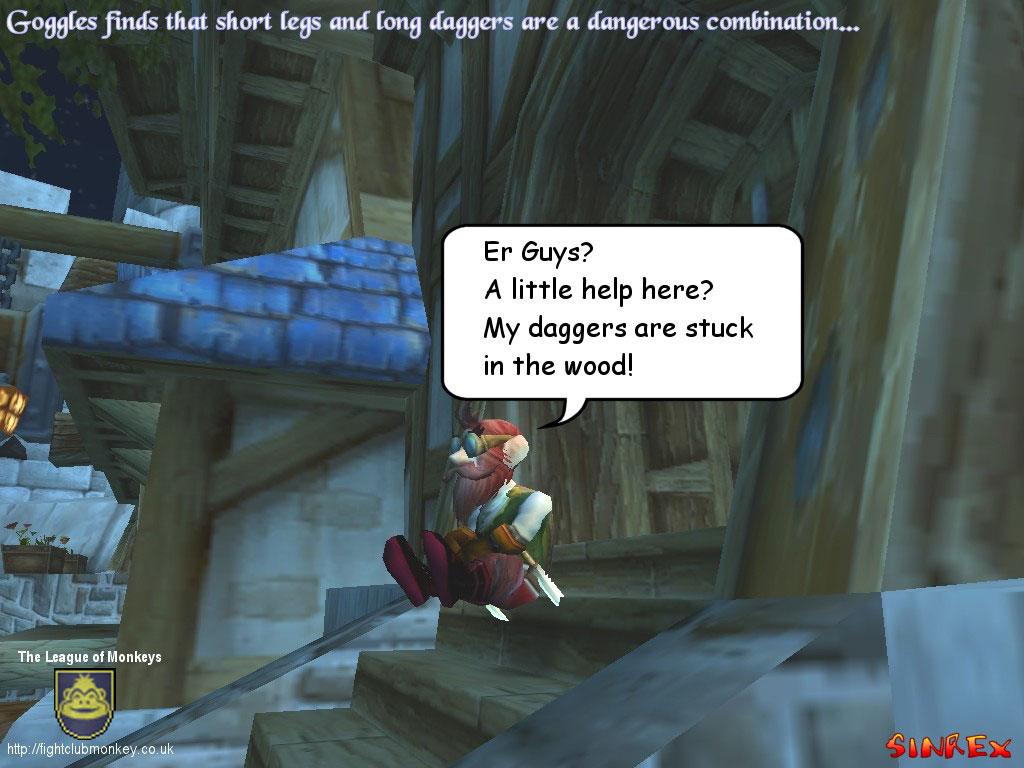 Goggles finds that short legs and long daggers are a dangerous combination...
Er Guys?
A little help here?
My daggers are stuck
in the wood!
The League of Monkeys
http://fightclubmonkey.co.uk
SINREX